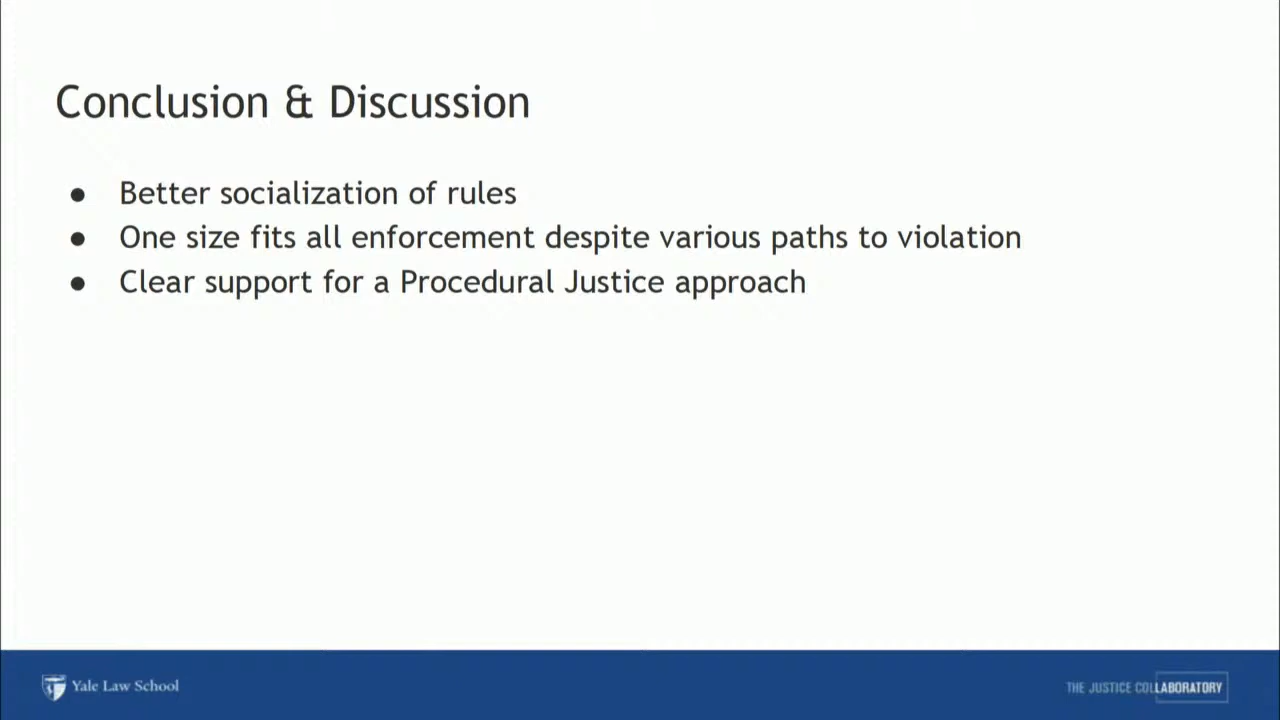 Conclusion & Discussion
● Better socialization of rules
● One size fits all enforcement despite various paths to violation
● Clear support for a Procedural Justice approach
Yale Law School
THE JUSTICE COLLABORATORY